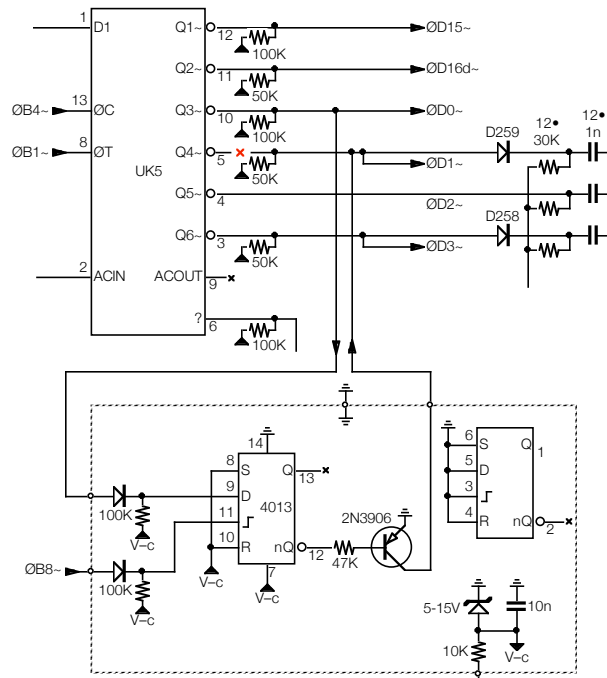 1 D1 Q1~ 12 ØD15~
100K
Q2~ 11 ØD16d~
50K
ØB4~ 13 ØC Q3~ 10 ØD0~
100K
12• 12•
D259 30K 1n
ØB1~ 8 ØT Q4~ 5 ØD1~
50K
UK5
Q5~ 4 ØD2~
D258
Q6~ 3 ØD3~
50K
2 ACIN ACOUT 9
? 6
100K
14
8 S Q 13
9 D 4013
11
10 R nQ 12
7
100K
V–c
V–c
V–c
ØB8~
100K
V–c
47K
2N3906
6 S Q 1
5 D
3
4 R nQ 2
5-15V 10n
10K V–c